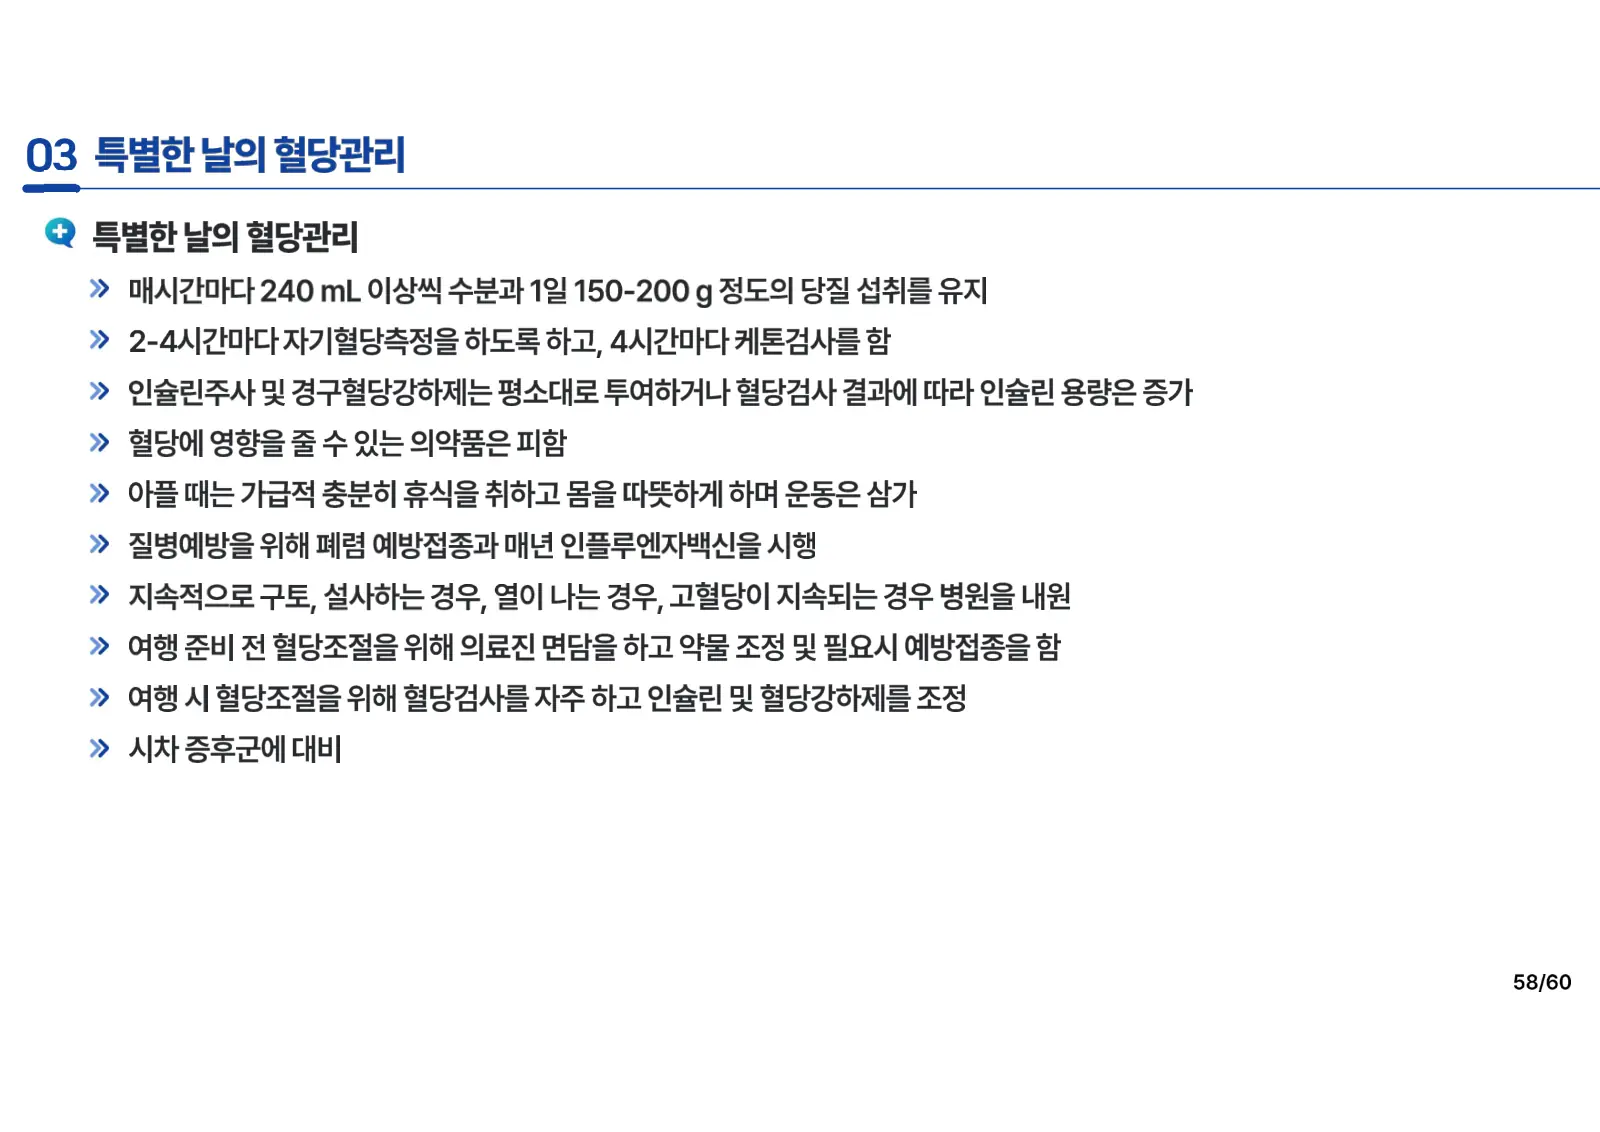 03 특별한 날의 혈당관리
특별한 날의 혈당관리
매시간마다 240 mL 이상씩 수분과 1일 150-200 g 정도의 당질 섭취를 유지
2-4시간마다 자기혈당측정을 하도록 하고, 4시간마다 케톤검사를 함
인슐린주사 및 경구혈당강하제는 평소대로 투여하거나 혈당검사 결과에 따라 인슐린 용량은 증가
혈당에 영향을 줄 수 있는 의약품은 피함
아플 때는 가급적 충분히 휴식을 취하고 몸을 따뜻하게 하며 운동은 삼가
질병예방을 위해 폐렴 예방접종과 매년 인플루엔자백신을 시행
지속적으로 구토, 설사하는 경우, 열이 나는 경우, 고혈당이 지속되는 경우 병원을 내원
여행 준비 전 혈당조절을 위해 의료진 면담을 하고 약물 조정 및 필요시 예방접종을 함
여행 시 혈당조절을 위해 혈당검사를 자주 하고 인슐린 및 혈당강하제를 조정
시차 증후군에 대비
58/60